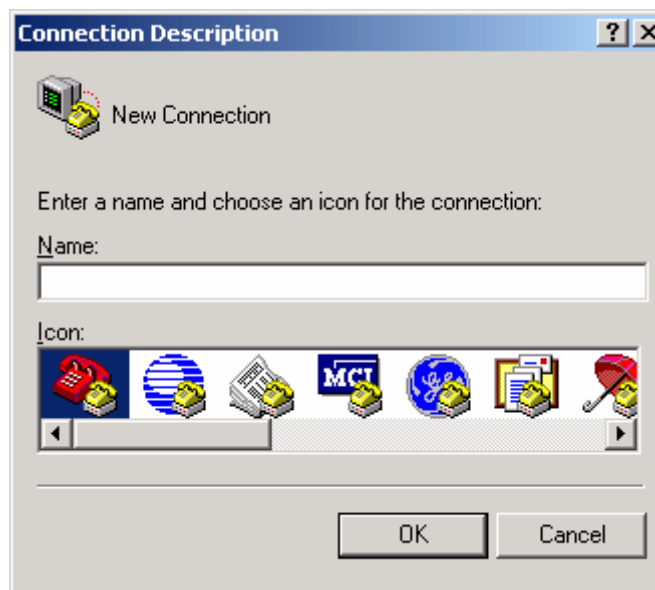 Connection Description
New Connection
Enter a name and choose an icon for the connection:
Name:
Icon:
MCI
OK
Cancel